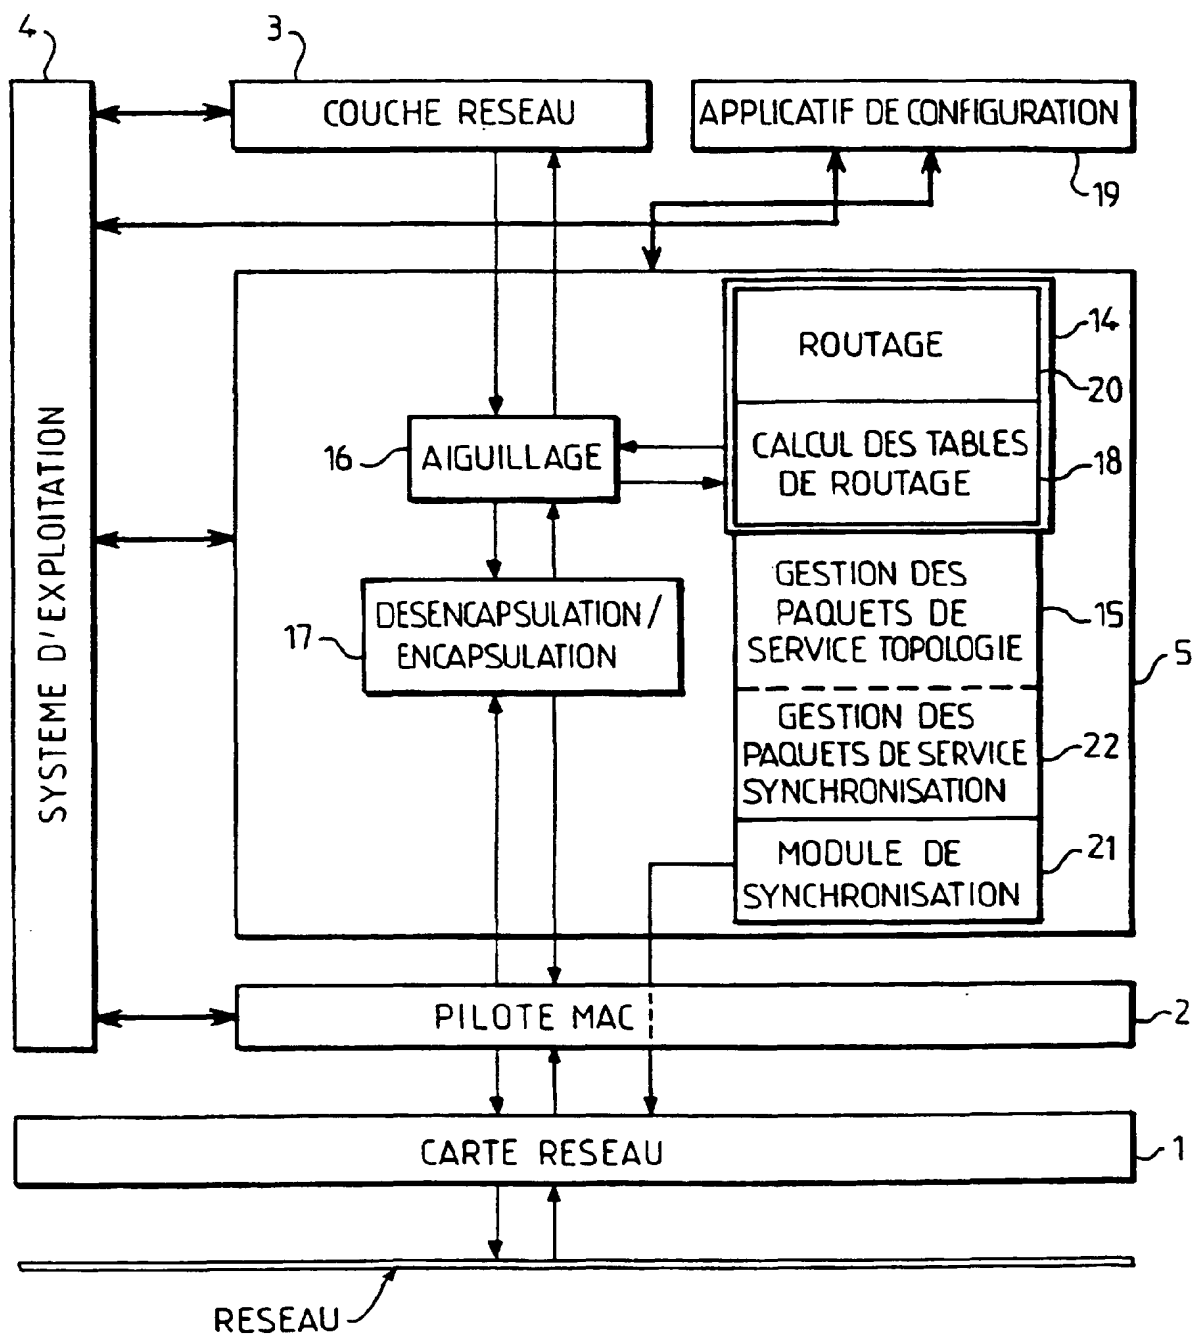 4
3
COUCHE RESEAU
APPLICATIF DE CONFIGURATION
19
SYSTEME D'EXPLOITATION
ROUTAGE
14
20
16
AIGUILLAGE
CALCUL DES TABLES
DE ROUTAGE
18
17
DESENCAPSULATION/
ENCAPSULATION
GESTION DES
PAQUETS DE
SERVICE TOPOLOGIE
15
5
GESTION DES
PAQUETS DE SERVICE
SYNCHRONISATION
22
MODULE DE
SYNCHRONISATION
21
PILOTE MAC
2
CARTE RESEAU
1
RESEAU